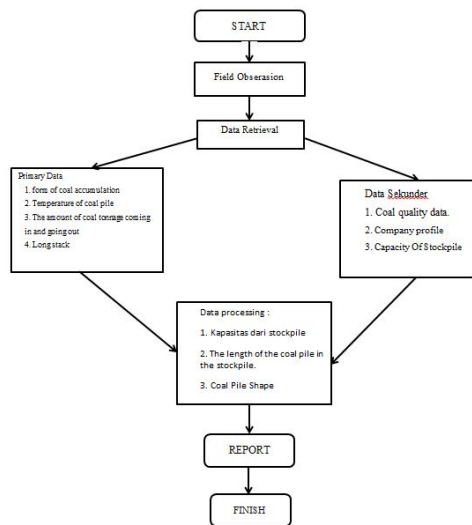 START
Field Obserasion
Data Retrieval
Primary Data
1. form of coal accumulation
2. Temperature of coal pile
3. The amount of coal tonnage coming
in and going out
4. Long stack
Data Sekunder
1. Coal quality data.
2. Company profile
3. Capacity Of Stockpile
Data processing :
1. Kapasitas dari stockpile
2. The length of the coal pile in
the stockpile.
3. Coal Pile Shape
REPORT
FINISH